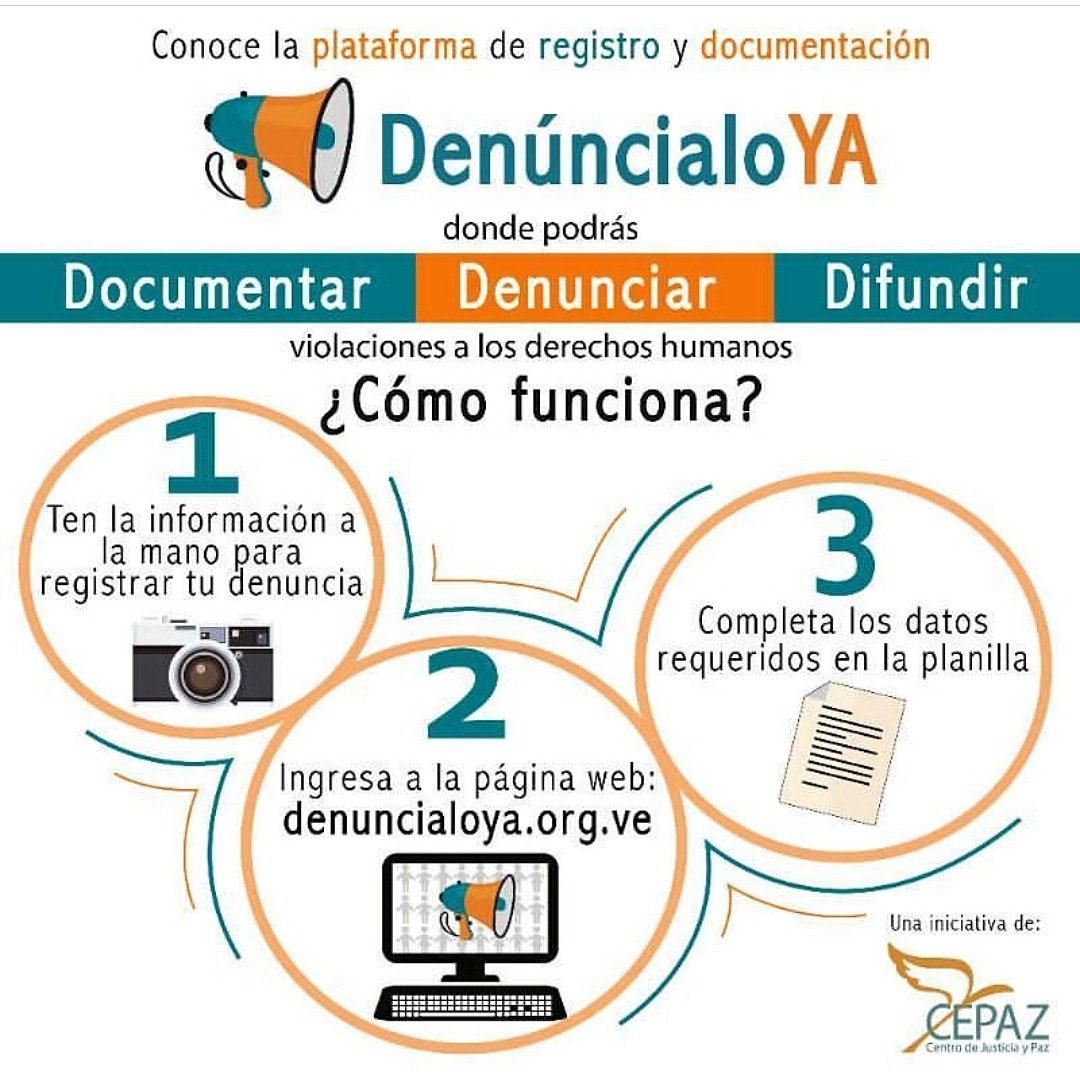 Conoce la plataforma de registro y documentación
DenúncialoYA
donde podrás
Documentar Denunciar Difundir
violaciones a los derechos humanos
¿Cómo funciona?
1
Ten la información a
la mano para
registrar tu denuncia
2
Ingresa a la página web:
denuncialoya.org.ve
3
Completa los datos
requeridos en la planilla
Una iniciativa de:
CEPAZ
Centro de Justicia y Paz